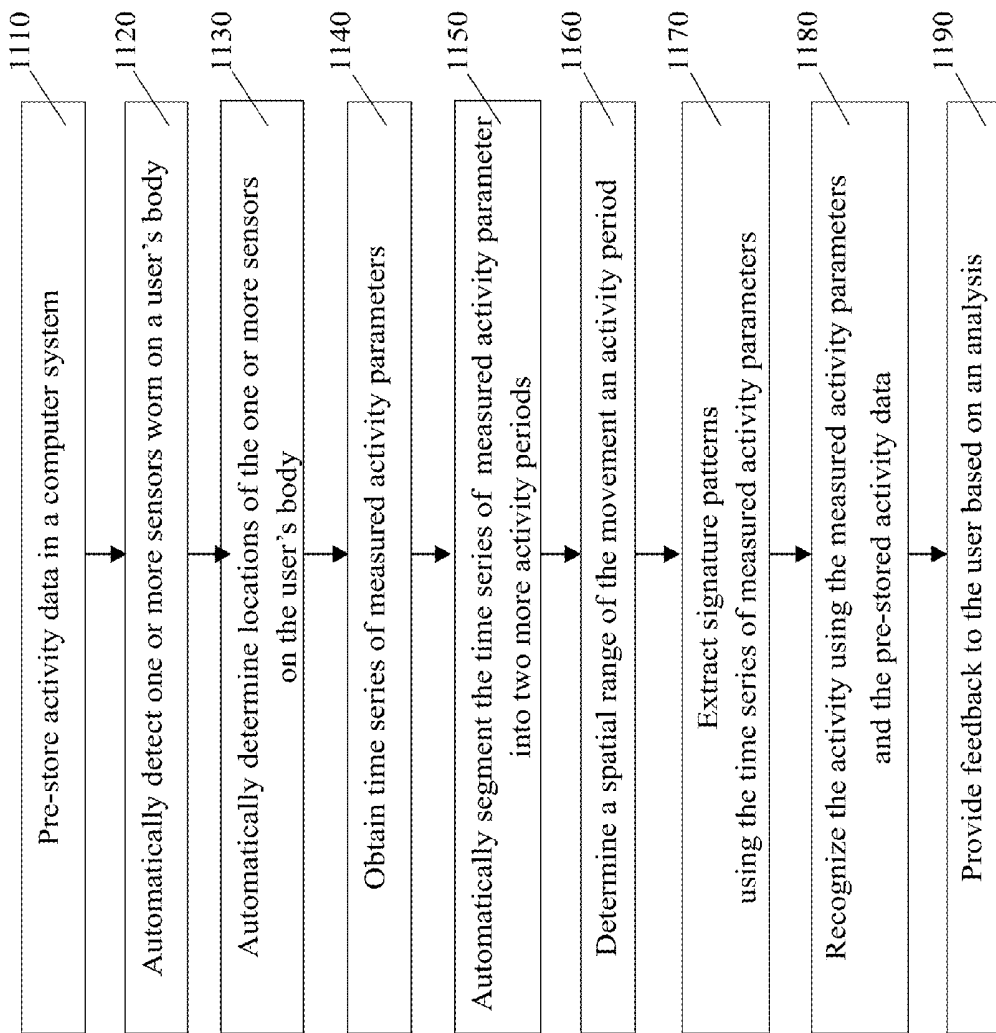 Pre-store activity data in a computer system
1110
Automatically detect one or more sensors worn on a user's body
1120
Automatically determine locations of the one or more sensors
on the user's body
1130
Obtain time series of measured activity parameters
1140
Automatically segment the time series of measured activity parameter
into two more activity periods
1150
Determine a spatial range of the movement an activity period
1160
Extract signature patterns
using the time series of measured activity parameters
1170
Recognize the activity using the measured activity parameters
and the pre-stored activity data
1180
Provide feedback to the user based on an analysis
1190